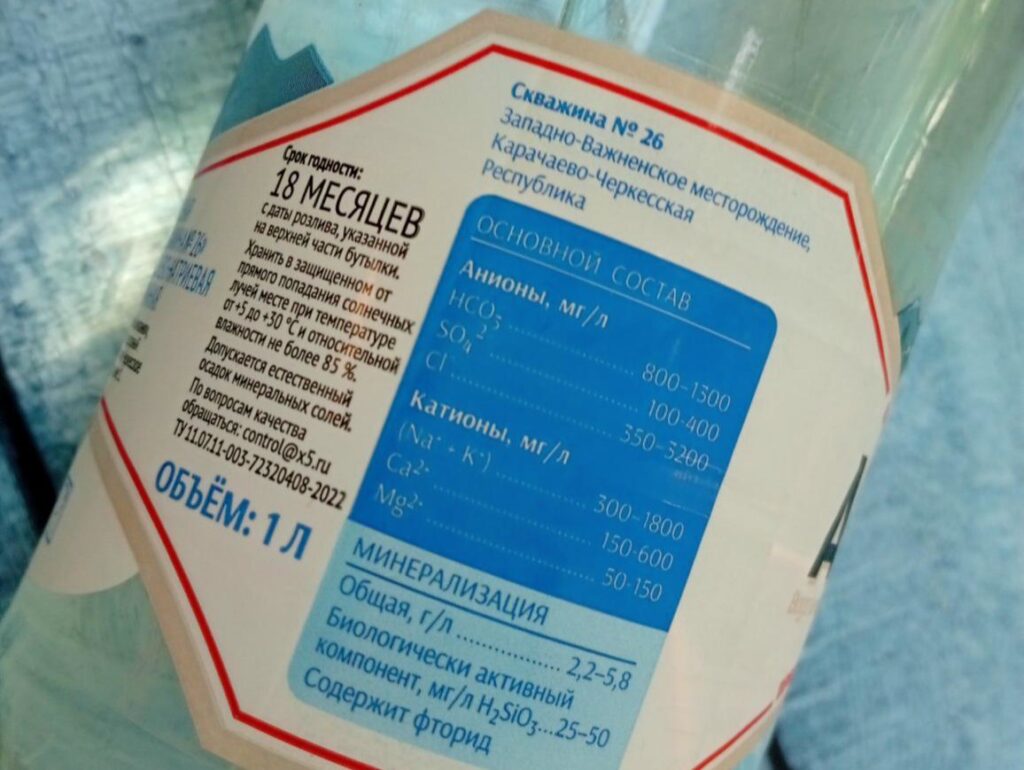 Скважина № 26
Западно-Важненское месторождение,
Карачаево-Черкесская
Республика
Срок годности:
18 МЕСЯЦЕВ
с даты розлива, указанной
на верхней части бутылки.
Хранить в защищенном от
прямого попадания солнечных
лучей месте при температуре
от +5 до +30 °С и относительной
влажности не более 85 %.
Допускается естественный
осадок минеральных солей.
По вопросам качества
обращаться: control@x5.ru
ТУ 11.07.11-003-72320408-2022
ОБЪЁМ: 1 Л
ОСНОВНОЙ СОСТАВ
Анионы, мг/л
HCO₃ 800-1300
SO₄² 100-400
Cl 350-3200
Катионы, мг/л
(Na⁺ + K⁺) 300-1800
Ca²⁺ 150-600
Mg²⁺ 50-150
МИНЕРАЛИЗАЦИЯ
Общая, г/л 2,2-5,8
Биологически активный
компонент, мг/л H₂SiO₃...25-50
Содержит фторид